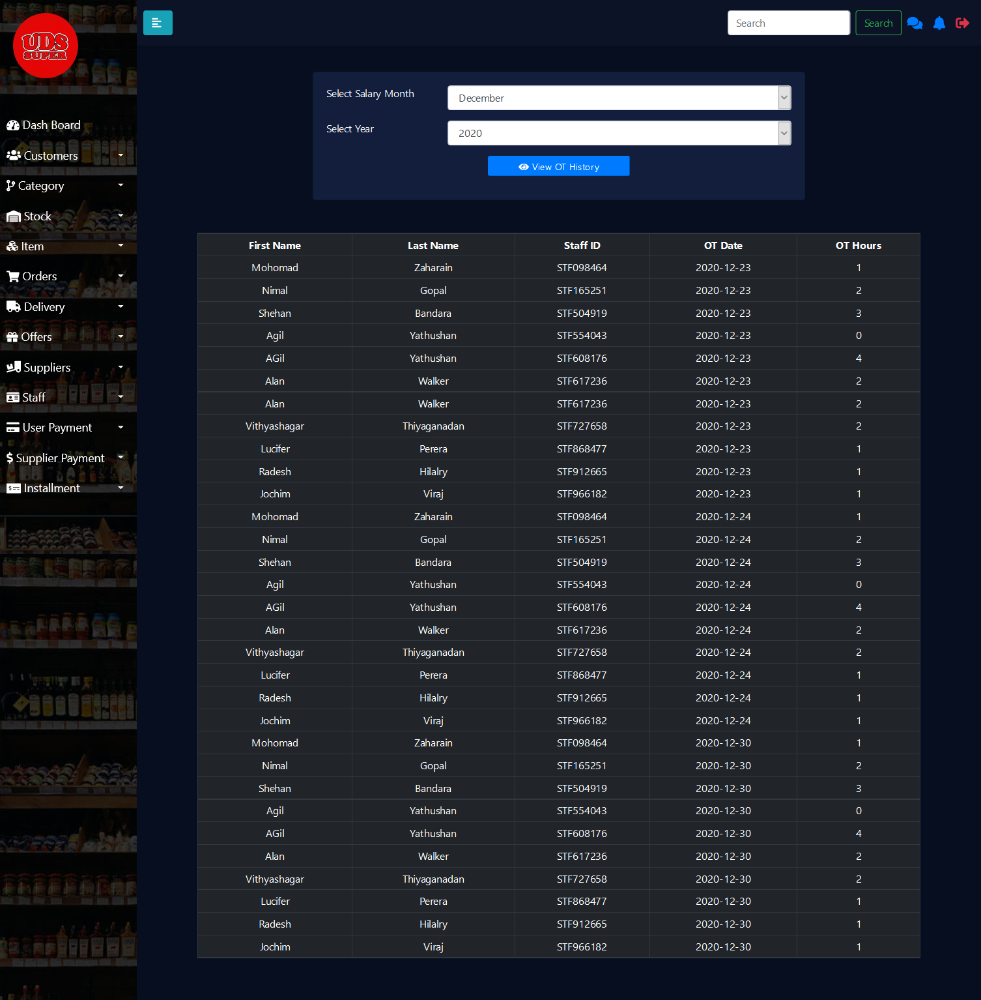 UDS
SUPER
Search Search
Dash Board
Customers
Category
Stock
Item
Orders
Delivery
Offers
Suppliers
Staff
User Payment
Supplier Payment
Installment
Select Salary Month December
Select Year 2020
View OT History
First Name Last Name Staff ID OT Date OT Hours
Mohomad Zaharain STF098464 2020-12-23 1
Nimal Gopal STF165251 2020-12-23 2
Shehan Bandara STF504919 2020-12-23 3
Agil Yathushan STF554043 2020-12-23 0
AGil Yathushan STF608176 2020-12-23 4
Alan Walker STF617236 2020-12-23 2
Alan Walker STF617236 2020-12-23 2
Vithyashagar Thiyaganadan STF727658 2020-12-23 2
Lucifer Perera STF868477 2020-12-23 1
Radesh Hilalry STF912665 2020-12-23 1
Jochim Viraj STF966182 2020-12-23 1
Mohomad Zaharain STF098464 2020-12-24 1
Nimal Gopal STF165251 2020-12-24 2
Shehan Bandara STF504919 2020-12-24 3
Agil Yathushan STF554043 2020-12-24 0
AGil Yathushan STF608176 2020-12-24 4
Alan Walker STF617236 2020-12-24 2
Vithyashagar Thiyaganadan STF727658 2020-12-24 2
Lucifer Perera STF868477 2020-12-24 1
Radesh Hilalry STF912665 2020-12-24 1
Jochim Viraj STF966182 2020-12-24 1
Mohomad Zaharain STF098464 2020-12-30 1
Nimal Gopal STF165251 2020-12-30 2
Shehan Bandara STF504919 2020-12-30 3
Agil Yathushan STF554043 2020-12-30 0
AGil Yathushan STF608176 2020-12-30 4
Alan Walker STF617236 2020-12-30 2
Vithyashagar Thiyaganadan STF727658 2020-12-30 2
Lucifer Perera STF868477 2020-12-30 1
Radesh Hilalry STF912665 2020-12-30 1
Jochim Viraj STF966182 2020-12-30 1